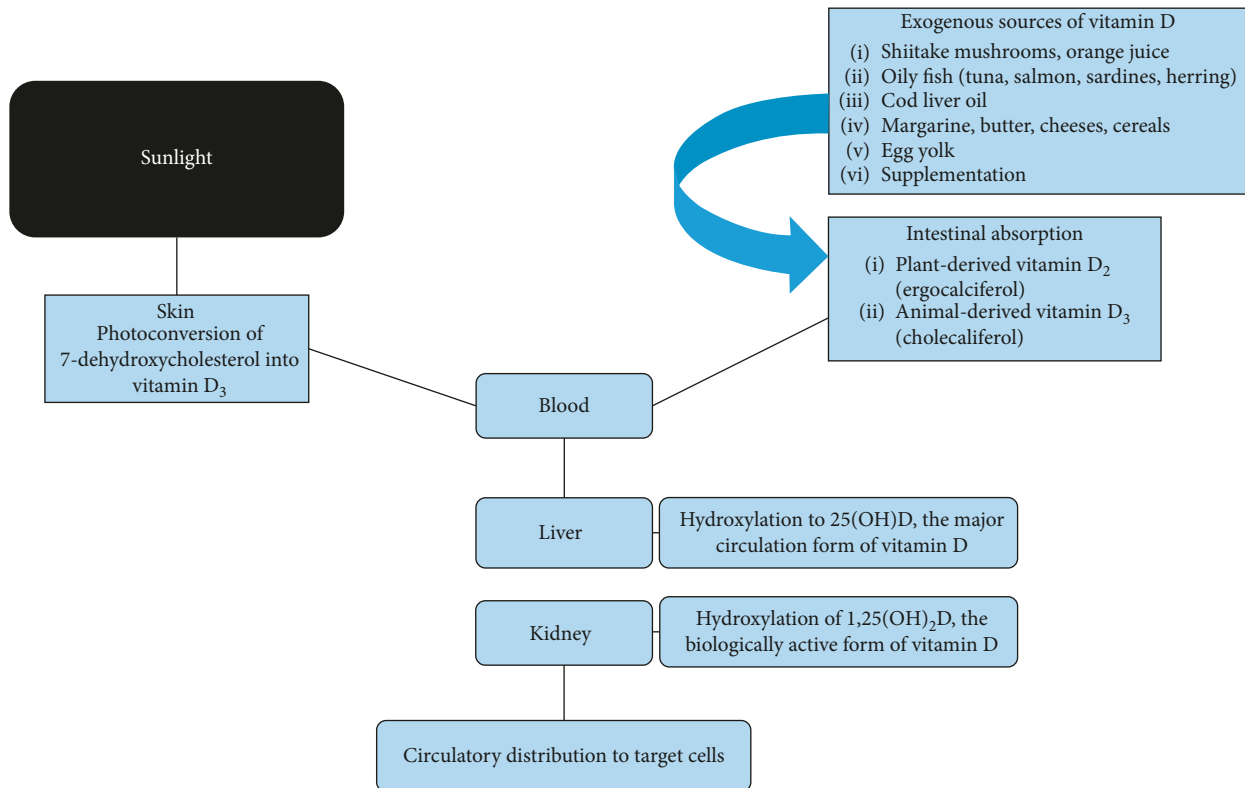 Sunlight
Skin
Photoconversion of
7-dehydroxycholesterol into
vitamin D₃
Exogenous sources of vitamin D
(i) Shiitake mushrooms, orange juice
(ii) Oily fish (tuna, salmon, sardines, herring)
(iii) Cod liver oil
(iv) Margarine, butter, cheeses, cereals
(v) Egg yolk
(vi) Supplementation
Intestinal absorption
(i) Plant-derived vitamin D₂
(ergocalciferol)
(ii) Animal-derived vitamin D₃
(cholecaliferol)
Blood
Liver
Hydroxylation to 25(OH)D, the major
circulation form of vitamin D
Kidney
Hydroxylation of 1,25(OH)₂D, the
biologically active form of vitamin D
Circulatory distribution to target cells